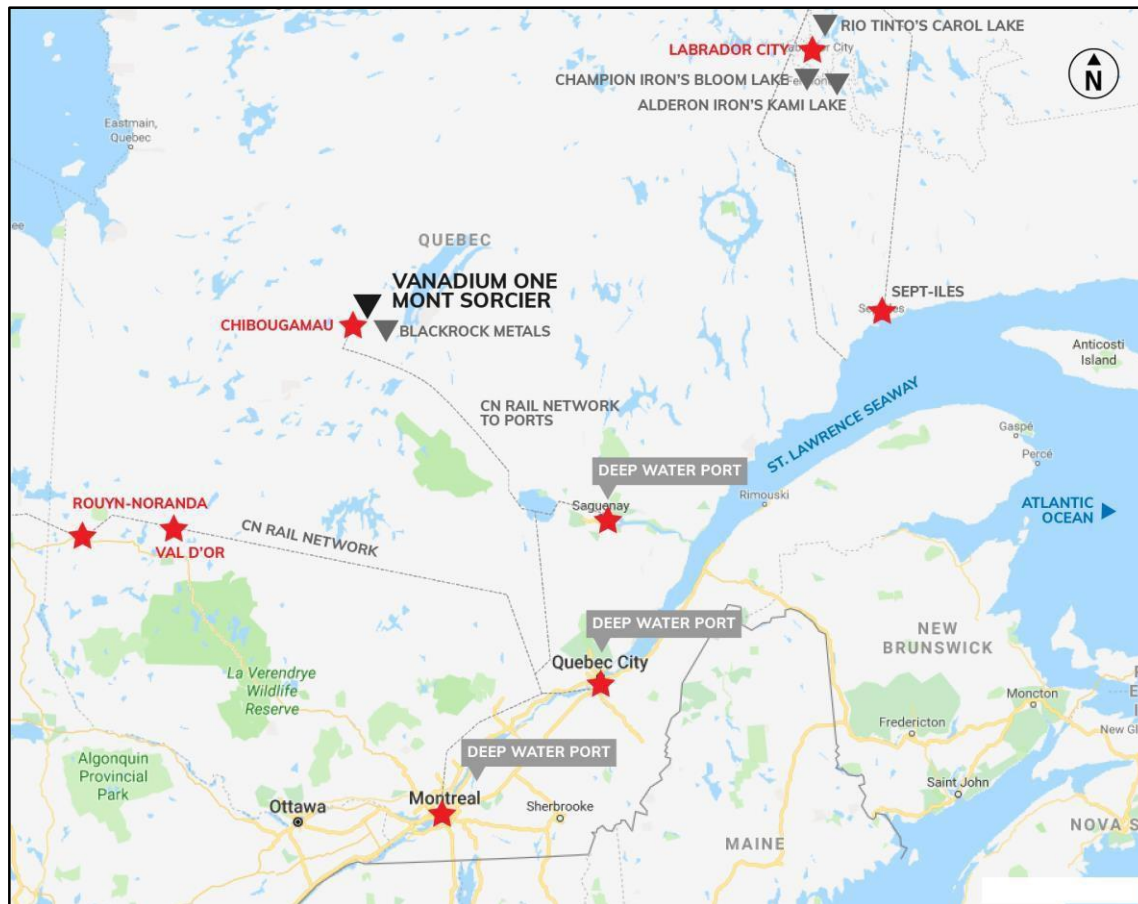 RIO TINTO'S CAROL LAKE
LABRADOR CITY
CHAMPION IRON'S BLOOM LAKE
ALDERON IRON'S KAMI LAKE
N
Eastmain,
Quebec
QUEBEC
VANADIUM ONE
MONT SORCIER
CHIBOUGAMAU
BLACKROCK METALS
SEPT-ILES
Anticosti
Island
CN RAIL NETWORK
TO PORTS
ST. LAWRENCE SEAWAY
Gaspé
Percé
DEEP WATER PORT
Saguenay
Rimouski
ATLANTIC
OCEAN
ROUYN-NORANDA
VAL D'OR
CN RAIL NETWORK
DEEP WATER PORT
Quebec City
NEW
BRUNSWICK
La Verendrye
Wildlife
Reserve
Moncton
Fredericton
DEEP WATER PORT
Algonquin
Provincial
Park
Ottawa
Montreal
Sherbrooke
Saint John
MAINE
NOVA S